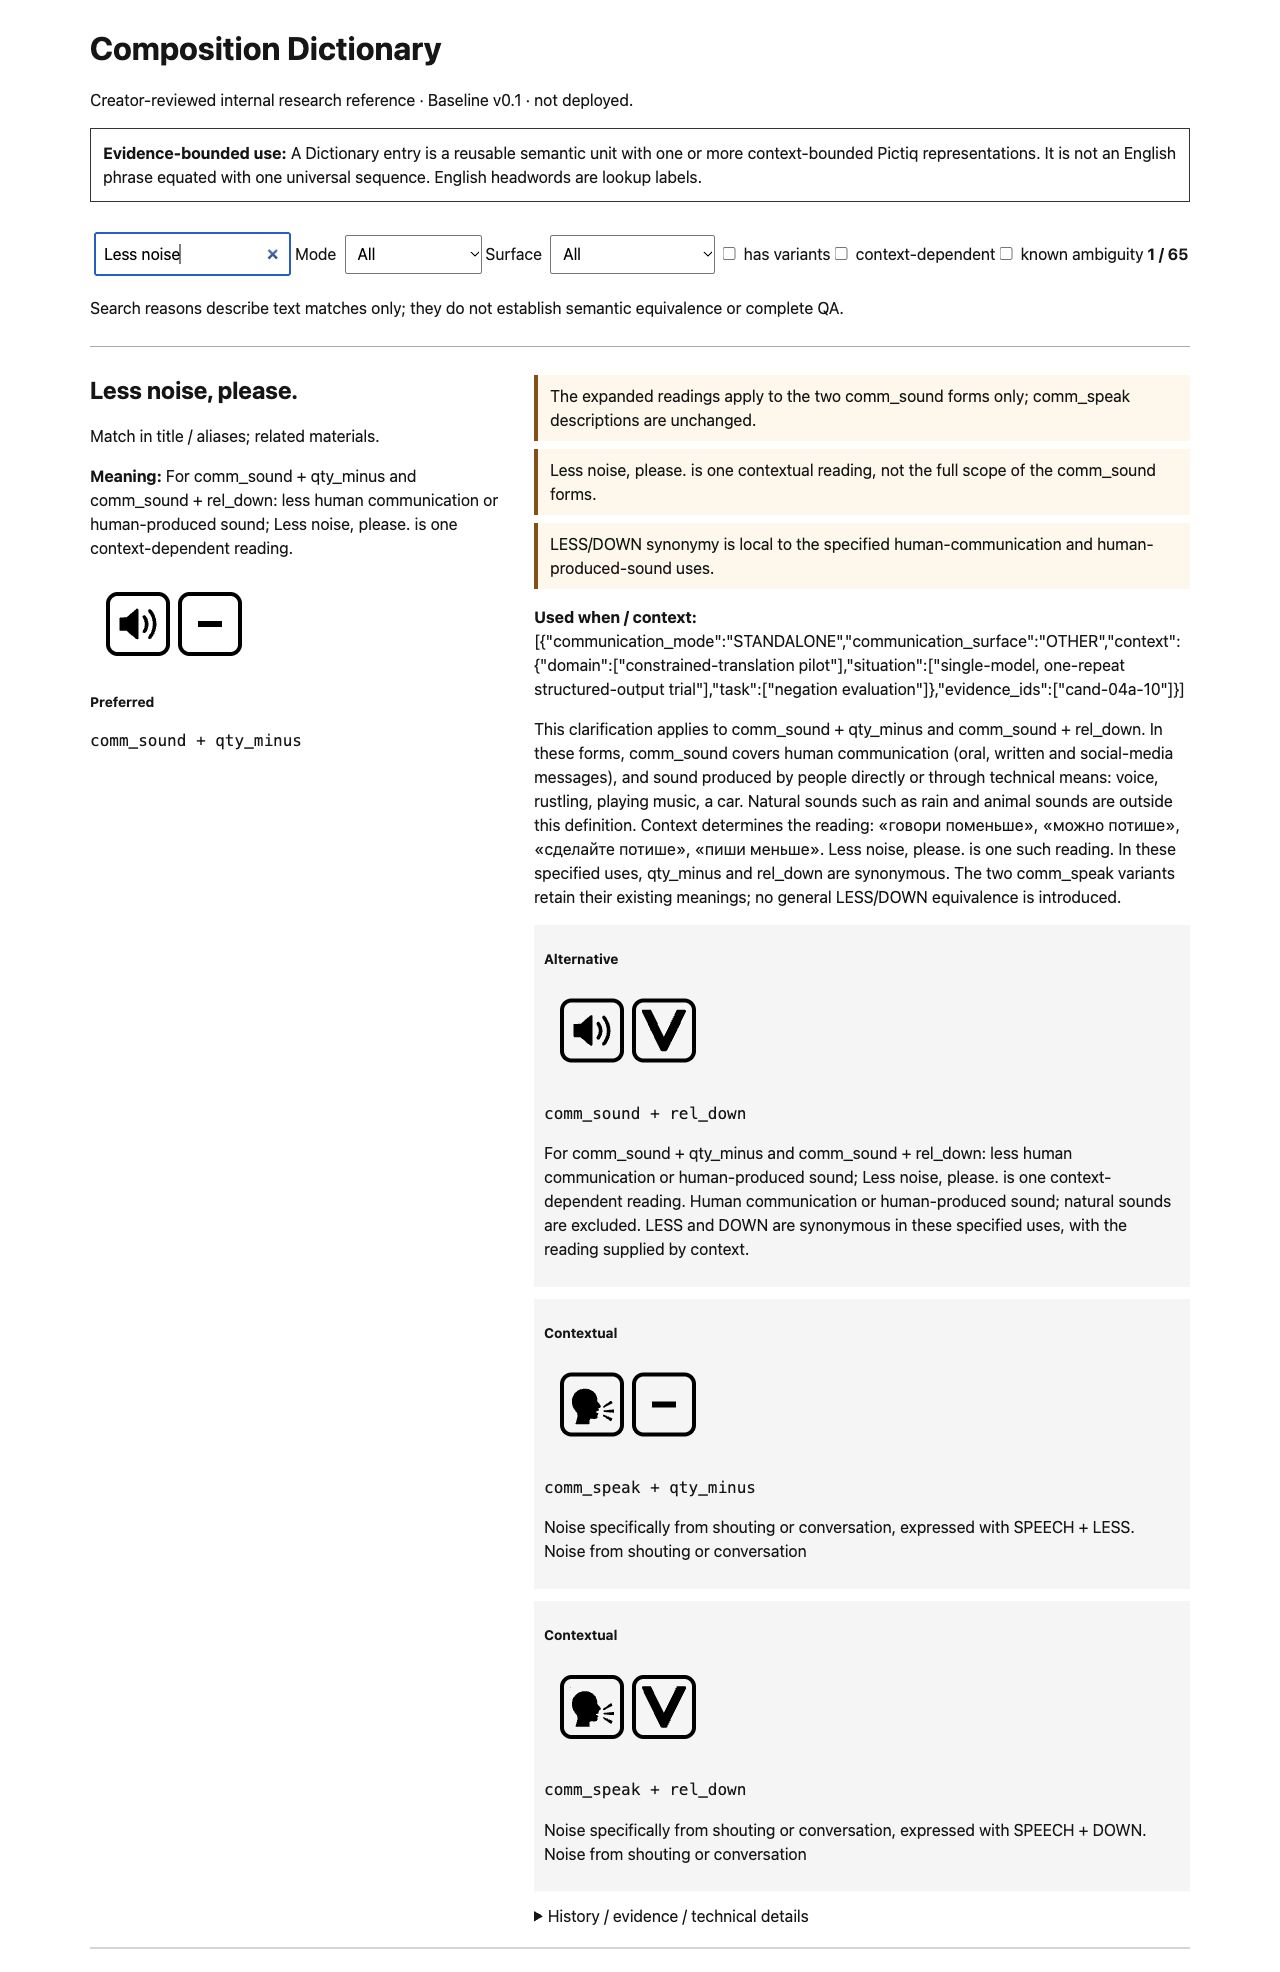 Composition Dictionary
Creator-reviewed internal research reference · Baseline v0.1 · not deployed.
Evidence-bounded use: A Dictionary entry is a reusable semantic unit with one or more context-bounded Pictiq representations. It is not an English
phrase equated with one universal sequence. English headwords are lookup labels.
Less noise × Mode All Surface All has variants context-dependent known ambiguity 1 / 65
Search reasons describe text matches only; they do not establish semantic equivalence or complete QA.
Less noise, please.
Match in title / aliases; related materials.
Meaning: For comm_sound + qty_minus and
comm_sound + rel_down: less human communication or
human-produced sound; Less noise, please. is one
context-dependent reading.
Preferred
comm_sound + qty_minus
The expanded readings apply to the two comm_sound forms only; comm_speak
descriptions are unchanged.
Less noise, please. is one contextual reading, not the full scope of the comm_sound
forms.
LESS/DOWN synonymy is local to the specified human-communication and human-
produced-sound uses.
Used when / context:
[{"communication_mode":"STANDALONE","communication_surface":"OTHER","context":
{"domain":["constrained-translation pilot"],"situation":["single-model, one-repeat
structured-output trial"],"task":["negation evaluation"]},"evidence_ids":["cand-04a-10"]}]
This clarification applies to comm_sound + qty_minus and comm_sound + rel_down. In
these forms, comm_sound covers human communication (oral, written and social-media
messages), and sound produced by people directly or through technical means: voice,
rustling, playing music, a car. Natural sounds such as rain and animal sounds are outside
this definition. Context determines the reading: «говори поменьше», «можно потише»,
«сделайте потише», «пиши меньше». Less noise, please. is one such reading. In these
specified uses, qty_minus and rel_down are synonymous. The two comm_speak variants
retain their existing meanings; no general LESS/DOWN equivalence is introduced.
Alternative
comm_sound + rel_down
For comm_sound + qty_minus and comm_sound + rel_down: less human
communication or human-produced sound; Less noise, please. is one context-
dependent reading. Human communication or human-produced sound; natural sounds
are excluded. LESS and DOWN are synonymous in these specified uses, with the
reading supplied by context.
Contextual
comm_speak + qty_minus
Noise specifically from shouting or conversation, expressed with SPEECH + LESS.
Noise from shouting or conversation
Contextual
comm_speak + rel_down
Noise specifically from shouting or conversation, expressed with SPEECH + DOWN.
Noise from shouting or conversation
History / evidence / technical details